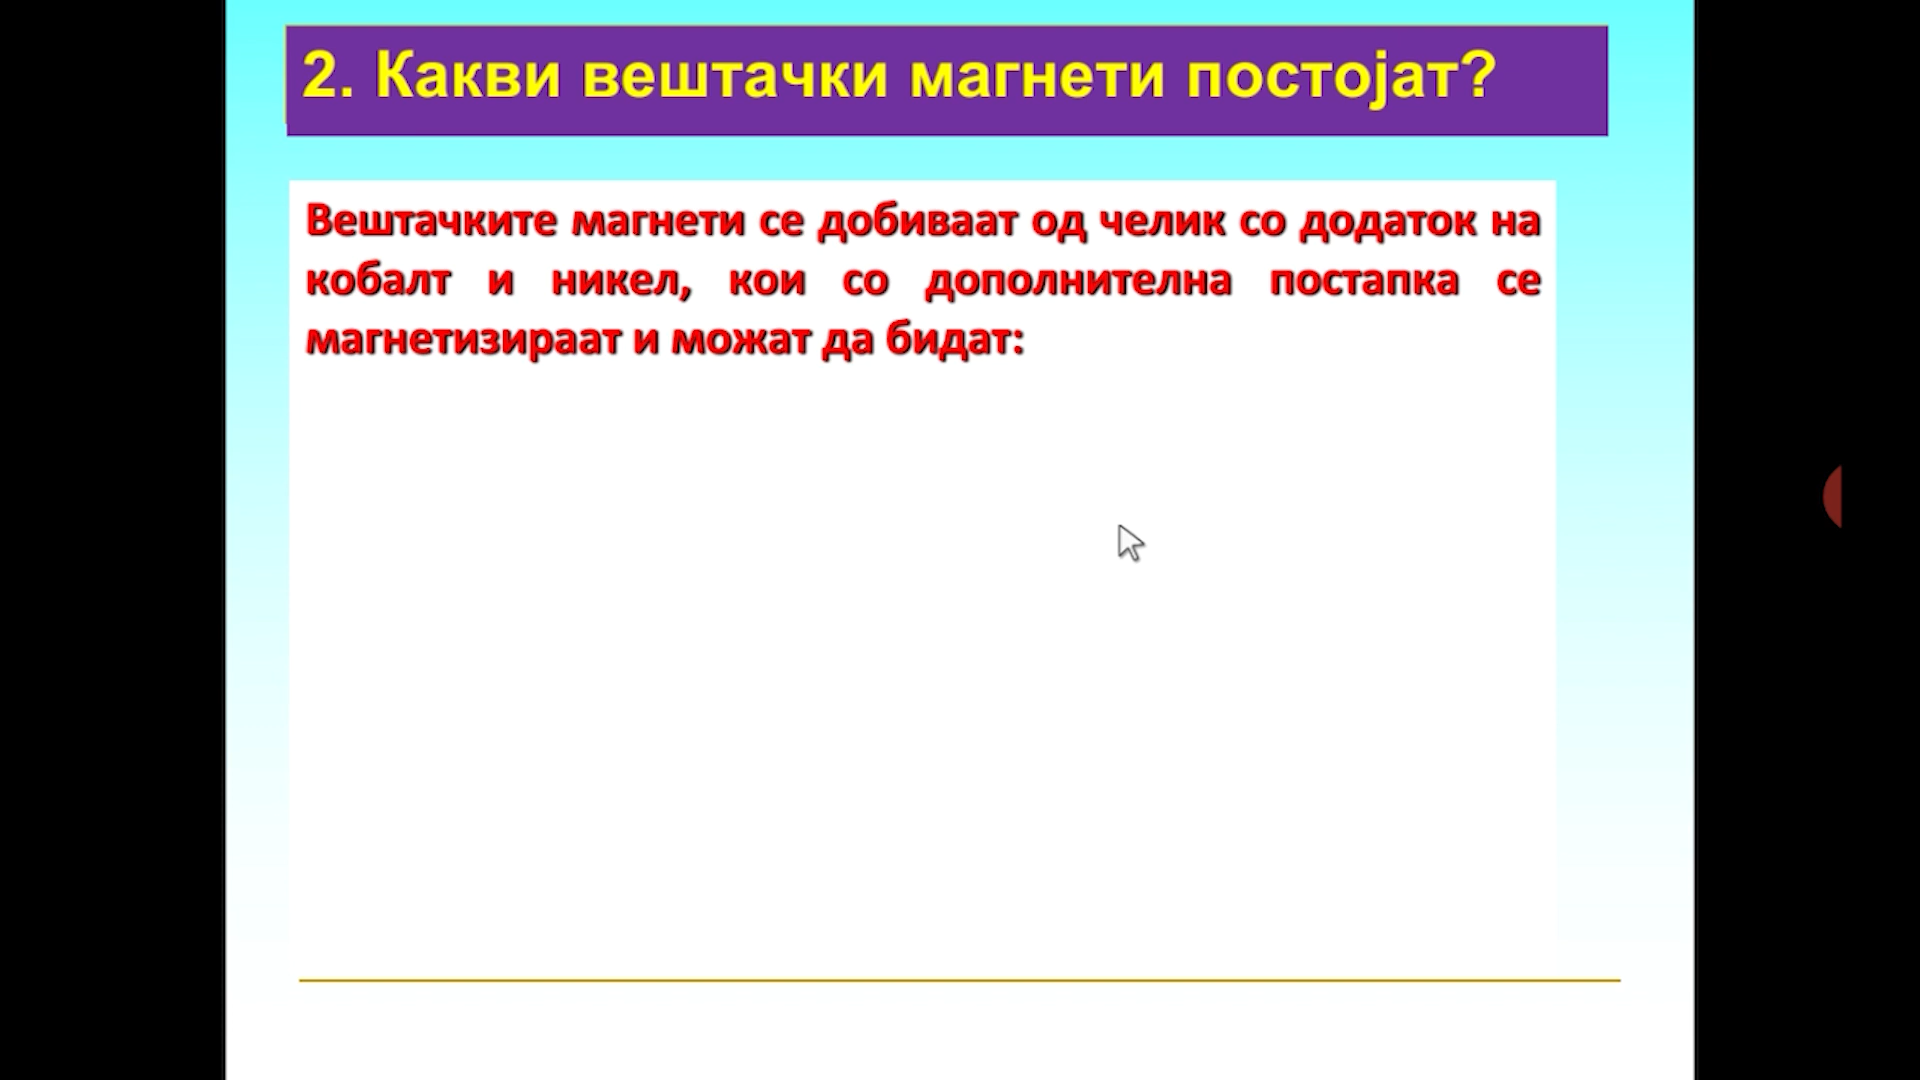 2. Какви вештачки магнети постојат?
Вештачките магнети се добиваат од челик со додаток на
кобалт и никел, кои со дополнителна постапка се
магнетизираат и можат да бидат: